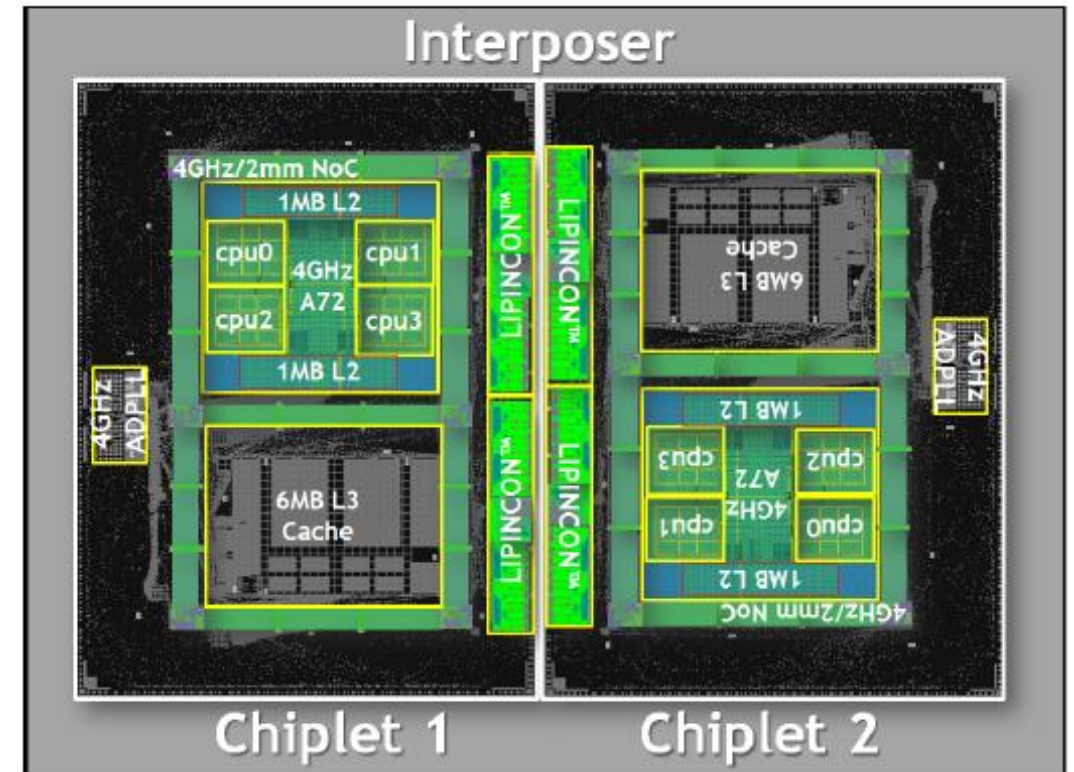 Interposer
4GHz/2mm NoC
1MB L2
cpu0
cpu1
4GHz
A72
cpu2
cpu3
1MB L2
6MB L3
Cache
4GHz
ADPLL
LIPINCON™
LIPINCON™
LIPINCON™
LIPINCON™
6MB L3
Cache
4GHz
ADPLL
4GHz/2mm NoC
1MB L2
cpu0
cpu1
4GHz
A72
cpu2
cpu3
1MB L2
Chiplet 1
Chiplet 2